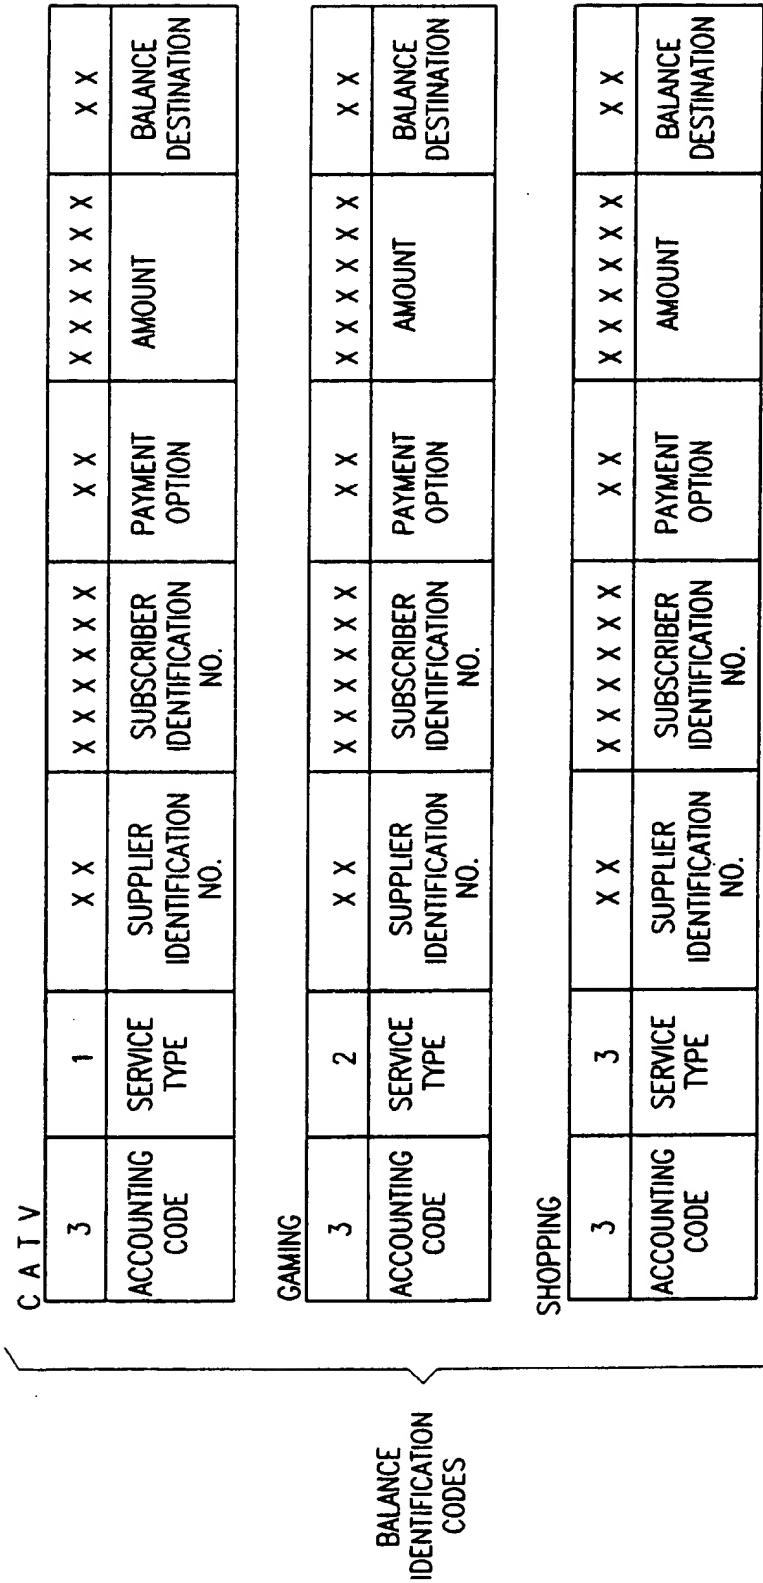 BALANCE
IDENTIFICATION
CODES
C A T V
3
1
X X
X X X X X X
X X
X X X X X X
X X
ACCOUNTING
CODE
SERVICE
TYPE
SUPPLIER
IDENTIFICATION
NO.
SUBSCRIBER
IDENTIFICATION
NO.
PAYMENT
OPTION
AMOUNT
BALANCE
DESTINATION
GAMING
3
2
X X
X X X X X X
X X
X X X X X X
X X
ACCOUNTING
CODE
SERVICE
TYPE
SUPPLIER
IDENTIFICATION
NO.
SUBSCRIBER
IDENTIFICATION
NO.
PAYMENT
OPTION
AMOUNT
BALANCE
DESTINATION
SHOPPING
3
3
X X
X X X X X X
X X
X X X X X X
X X
ACCOUNTING
CODE
SERVICE
TYPE
SUPPLIER
IDENTIFICATION
NO.
SUBSCRIBER
IDENTIFICATION
NO.
PAYMENT
OPTION
AMOUNT
BALANCE
DESTINATION